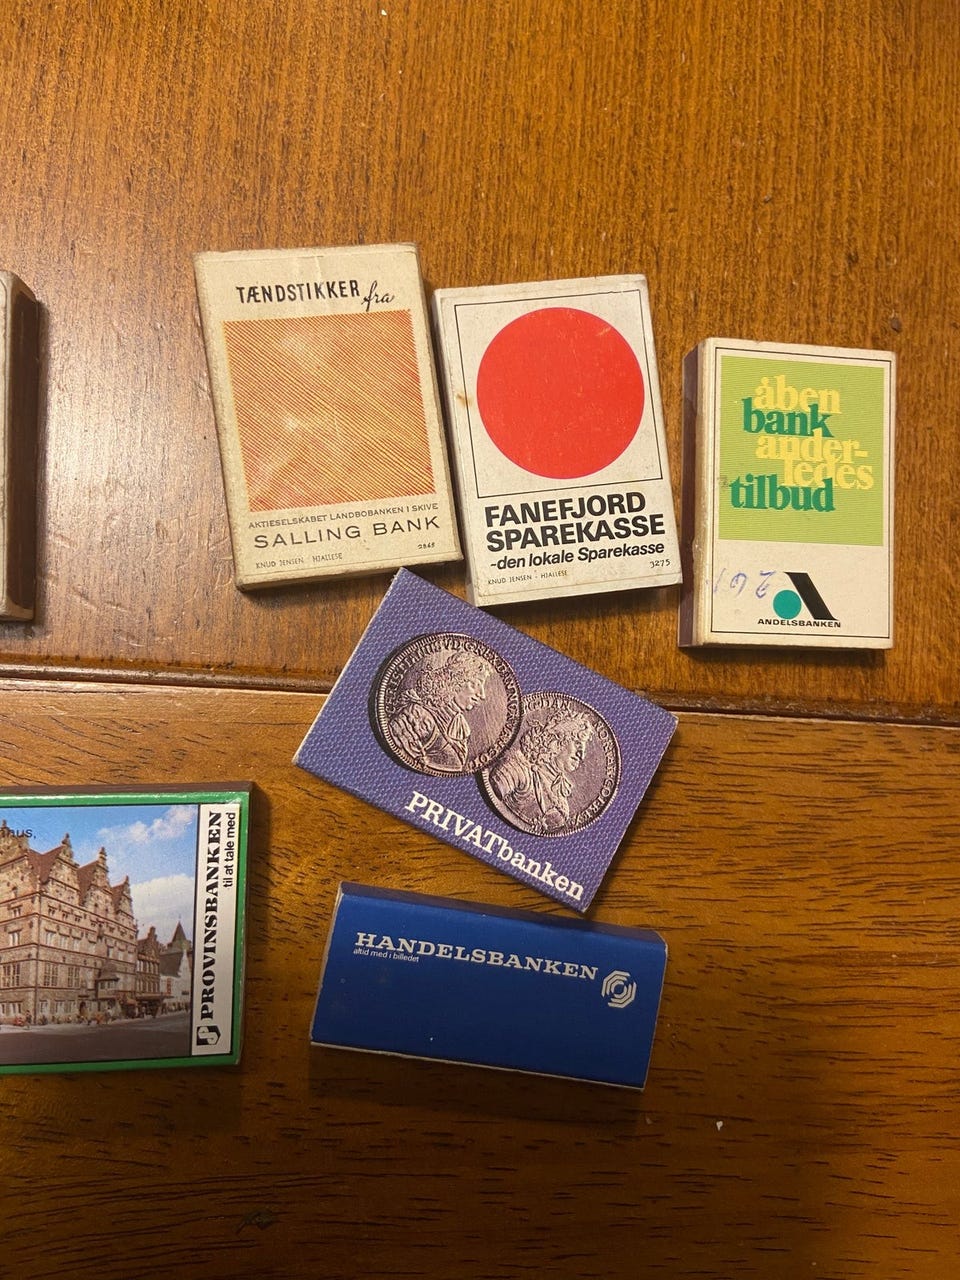 TÆNDSTIKKER fra
AKTIESELSKABET LANDBOBANKEN I SKIVE
SALLING BANK
KNUD JENSEN - HJALLESE
2865
FANEFJORD
SPAREKASSE
-den lokale Sparekasse
KNUD JENSEN - HJALLESE
3275
åben
bank
ander-
ledes
tilbud
ANDELSBANKEN
PRIVATbanken
PROVINSBANKEN
til at tale med
HANDELSBANKEN
altid med i billedet